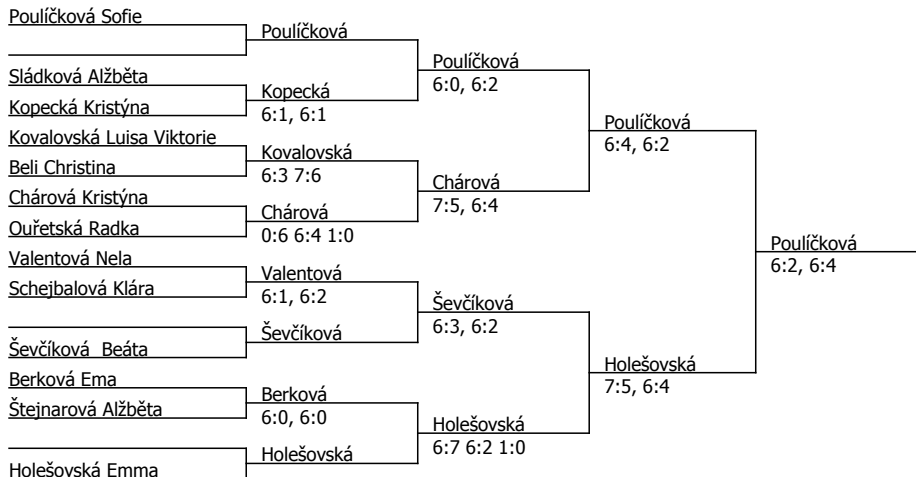 Poulíčková Sofie
Sládková Alžběta
Kopecká Kristýna
Kovalovská Luisa Viktorie
Beli Christina
Chárová Kristýna
Ouřetská Radka
Valentová Nela
Schejbalová Klára
Ševčíková  Beáta
Berková Ema
Štejnarová Alžběta
Holešovská Emma
Poulíčková
Kopecká
6:1, 6:1
Kovalovská
6:3 7:6
Chárová
0:6 6:4 1:0
Valentová
6:1, 6:2
Ševčíková
Berková
6:0, 6:0
Holešovská
Poulíčková
6:0, 6:2
Chárová
7:5, 6:4
Ševčíková
6:3, 6:2
Holešovská
6:7 6:2 1:0
Poulíčková
6:4, 6:2
Holešovská
7:5, 6:4
Poulíčková
6:2, 6:4